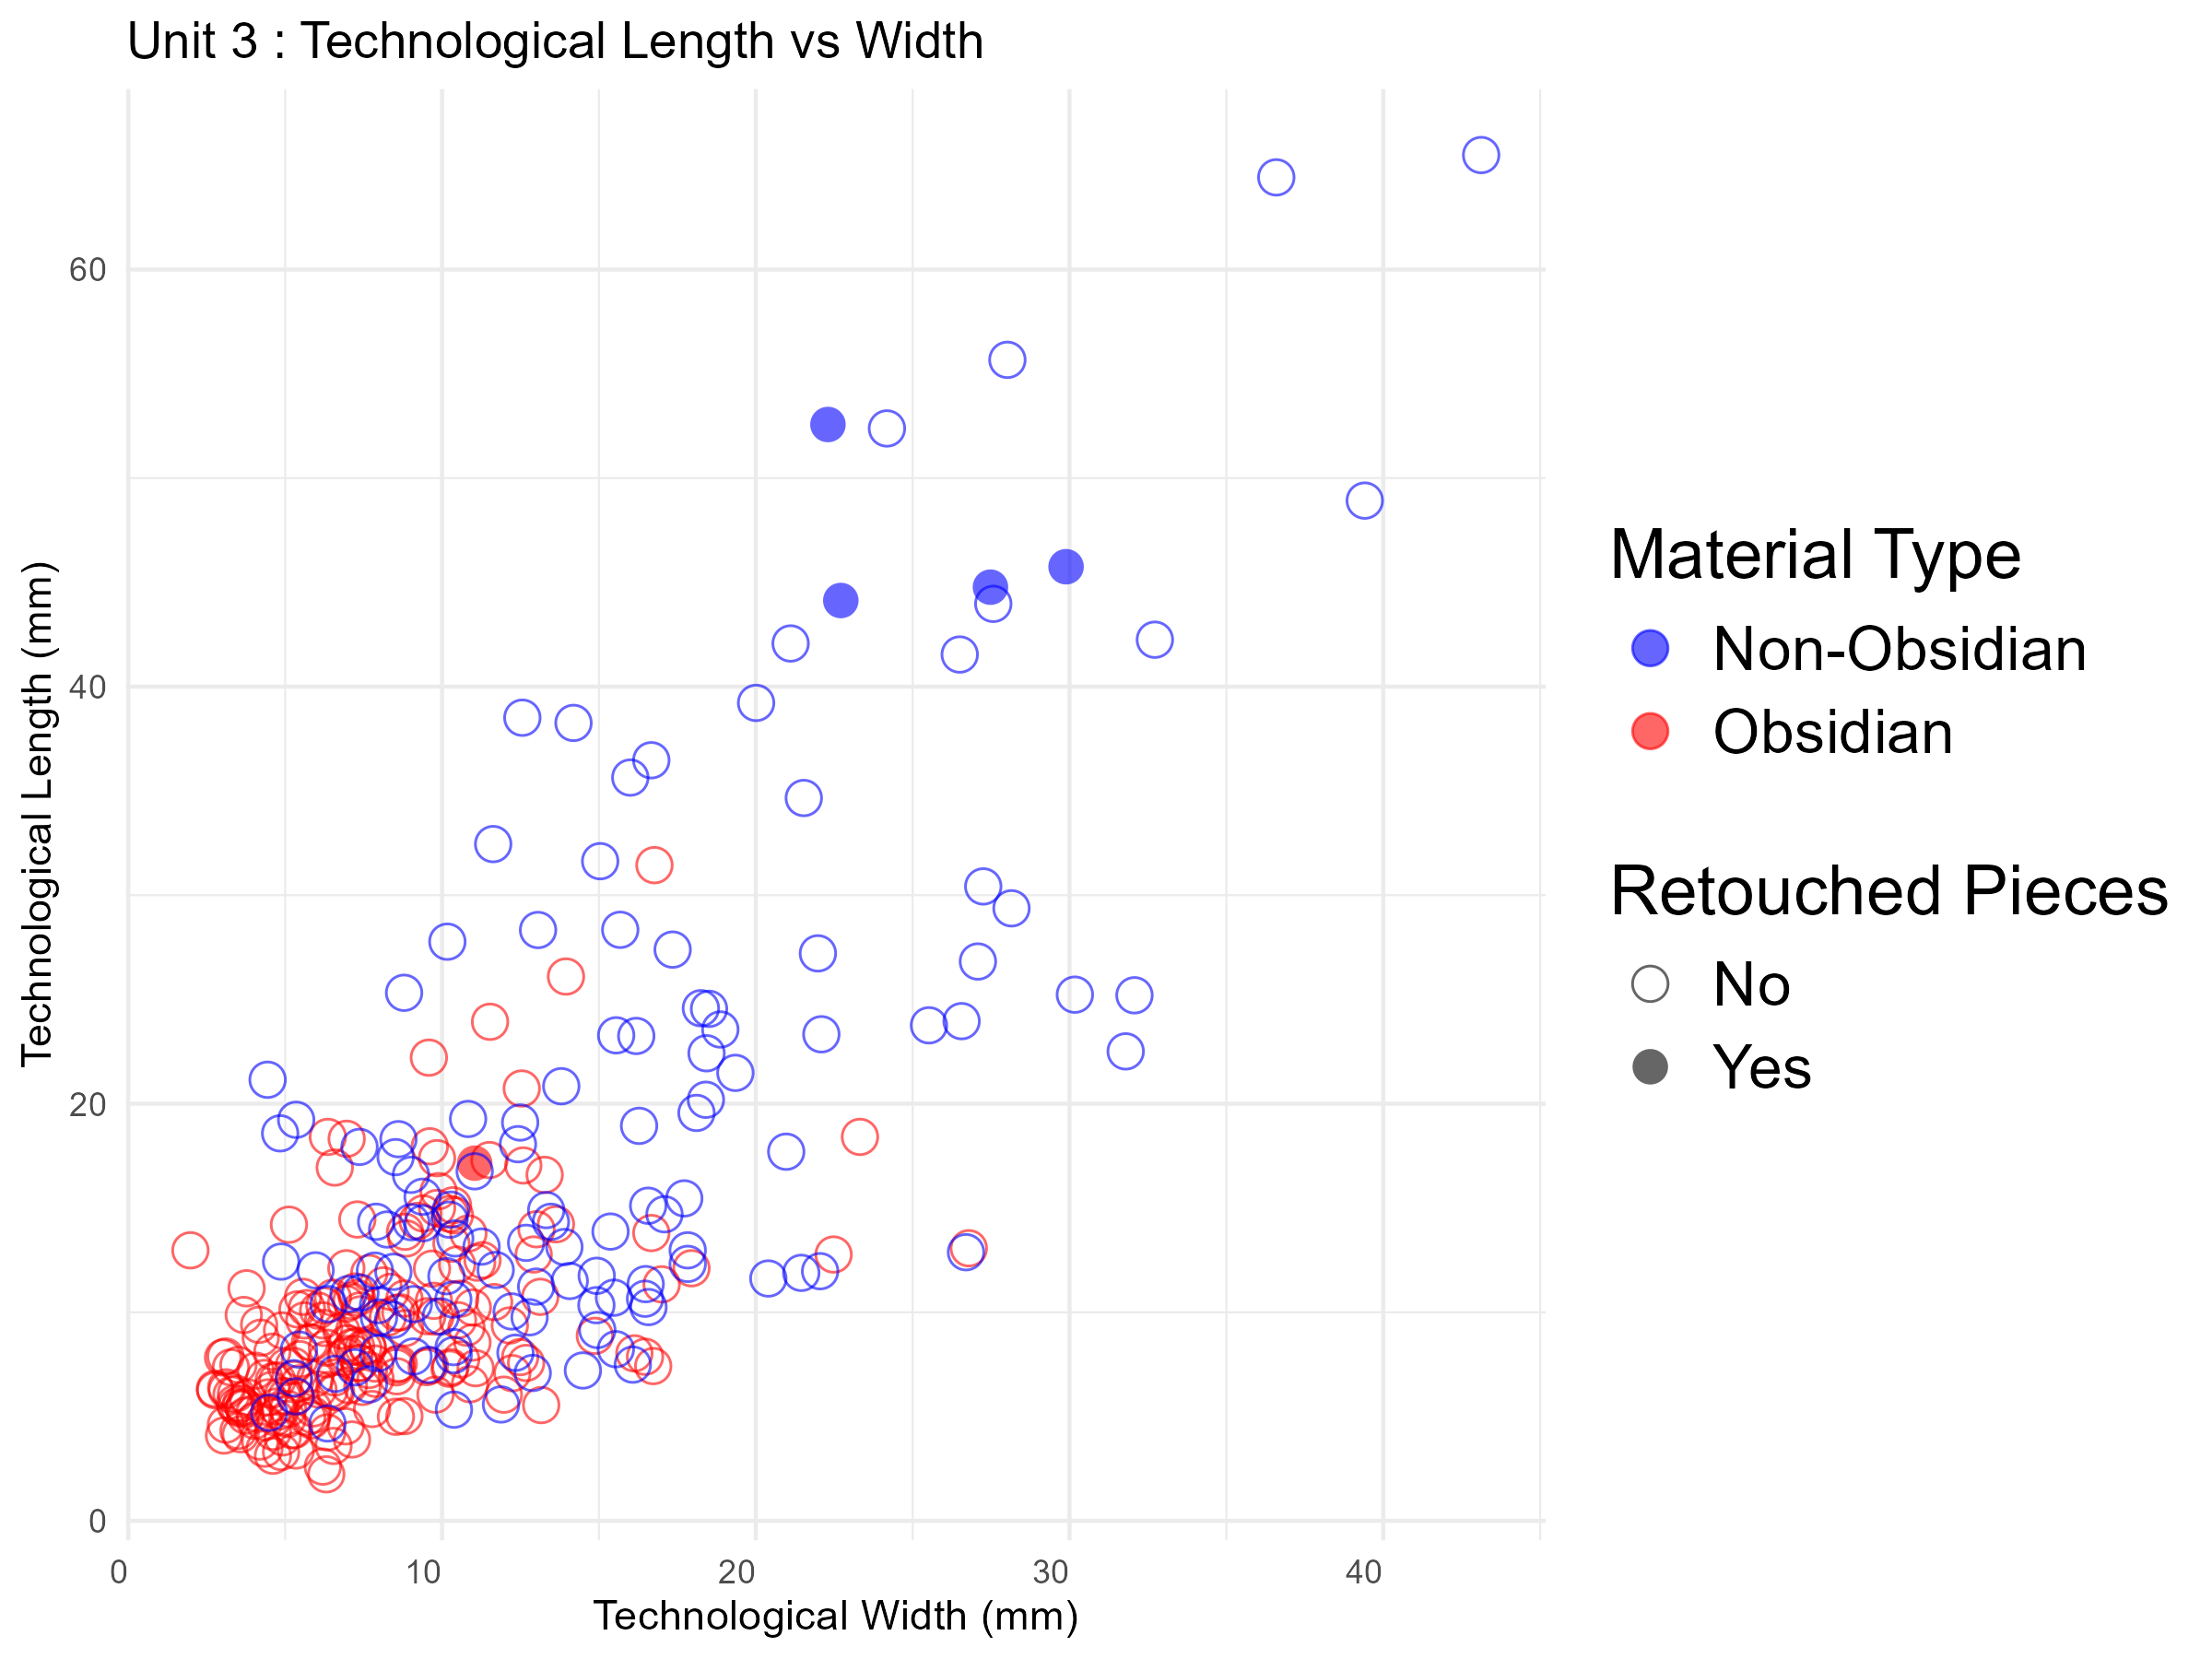 Unit 3 : Technological Length vs Width
Technological Length (mm)
60
40
20
0
0 10 20 30 40
Technological Width (mm)
Material Type
Non-Obsidian
Obsidian
Retouched Pieces
No
Yes